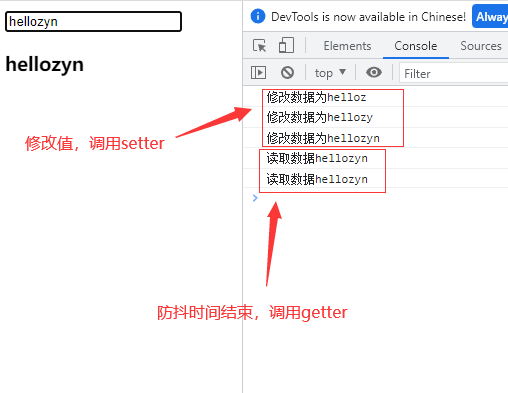 hellozyn
hellozyn
修改值，调用setter
防抖时间结束，调用getter
DevTools is now available in Chinese!
Alway
Elements
Console
Sources
top
Filter
修改数据为helloz
修改数据为hellozy
修改数据为hellozyn
读取数据hellozyn
读取数据hellozyn